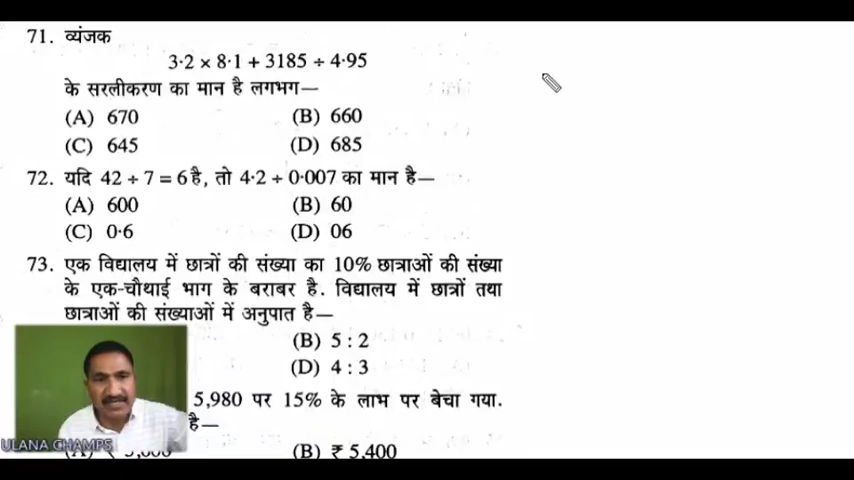 71. व्यंजक
3·2 × 8·1 + 3185 ÷ 4·95
के सरलीकरण का मान है लगभग—
(A) 670 (B) 660
(C) 645 (D) 685
72. यदि 42 ÷ 7 = 6 है, तो 4·2 ÷ 0·007 का मान है—
(A) 600 (B) 60
(C) 0·6 (D) 06
73. एक विद्यालय में छात्रों की संख्या का 10% छात्राओं की संख्या
के एक-चौथाई भाग के बराबर है. विद्यालय में छात्रों तथा
छात्राओं की संख्याओं में अनुपात है—
(B) 5 : 2
(D) 4 : 3
5,980 पर 15% के लाभ पर बेचा गया.
है—
(A) ₹ (B) ₹ 5,400
ULANA CHAMPS